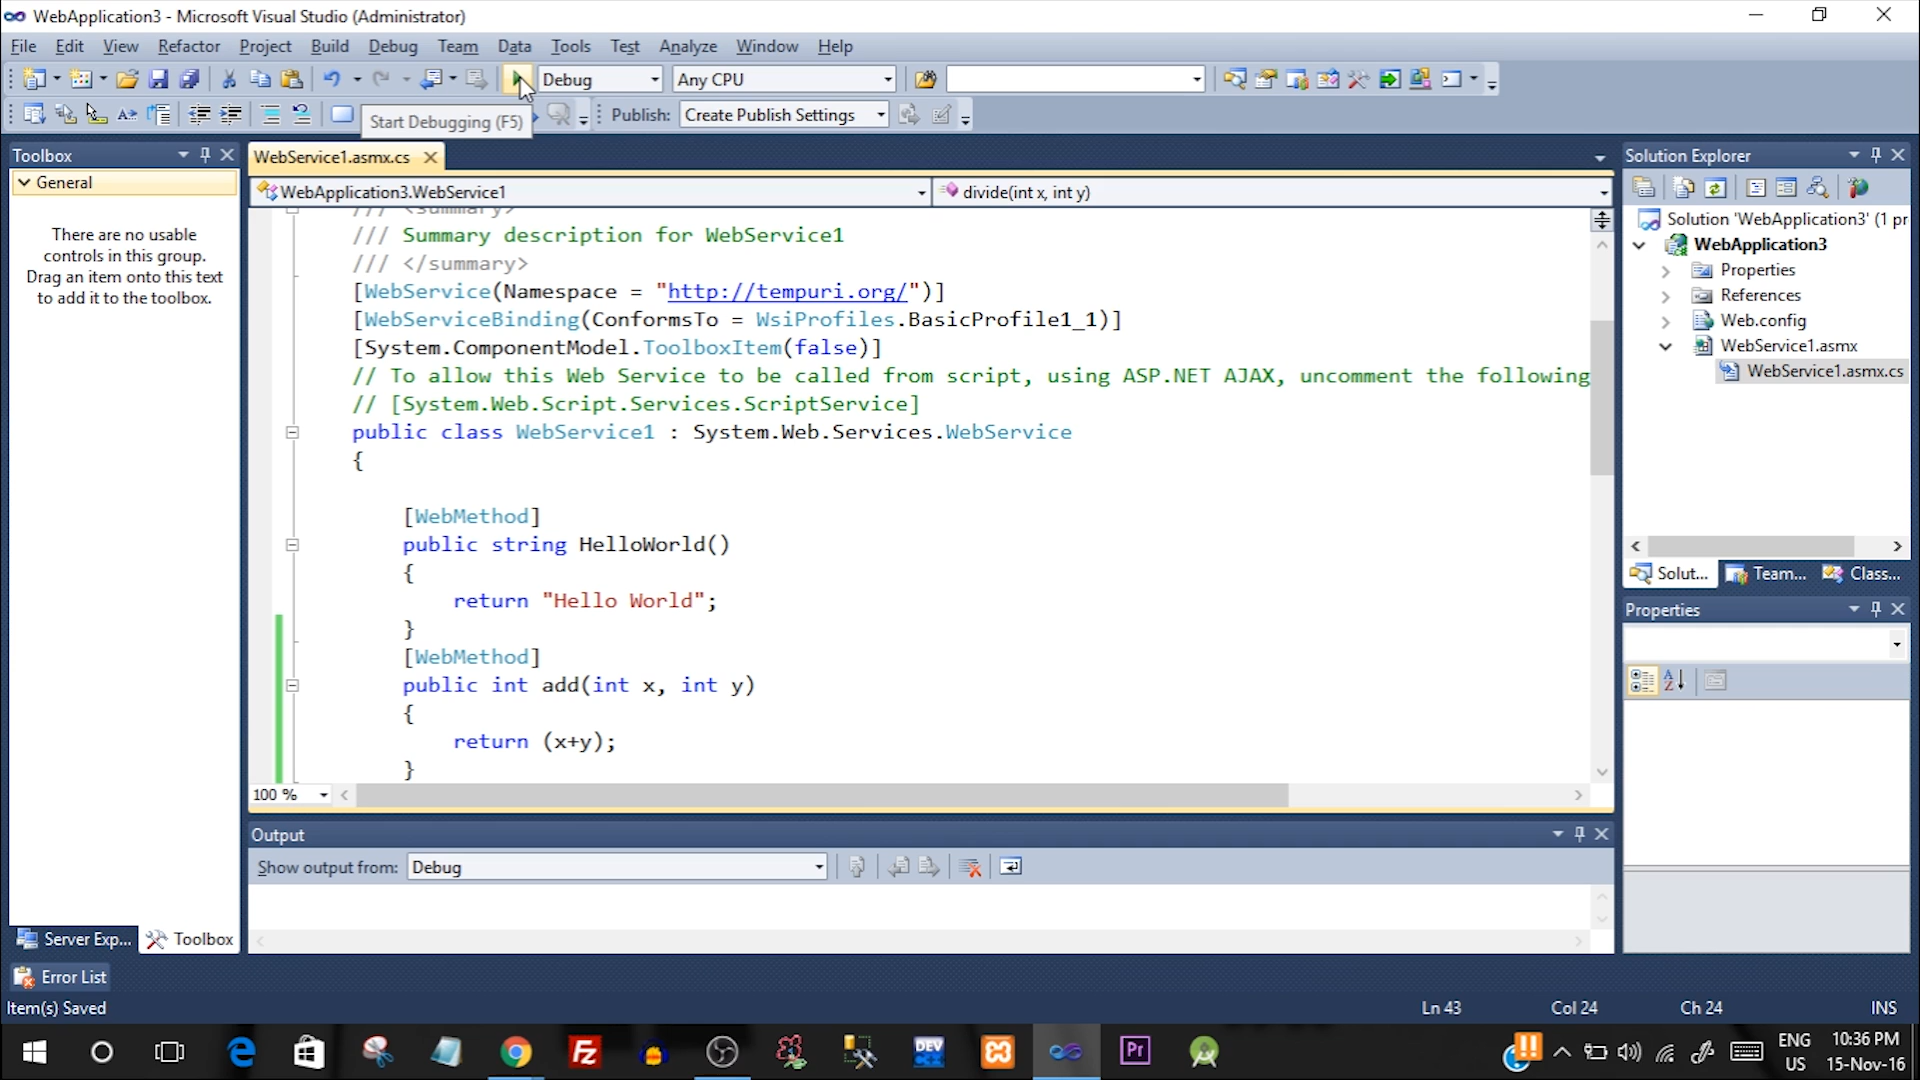 WebApplication3 - Microsoft Visual Studio (Administrator)
File Edit View Refactor Project Build Debug Team Data Tools Test Analyze Window Help
Debug Any CPU
Start Debugging (F5)
Publish: Create Publish Settings
Toolbox
General
There are no usable
controls in this group.
Drag an item onto this text
to add it to the toolbox.
Server Exp... Toolbox
WebService1.asmx.cs
WebApplication3.WebService1 divide(int x, int y)
/// <summary>
/// Summary description for WebService1
/// </summary>
[WebService(Namespace = "http://tempuri.org/")]
[WebServiceBinding(ConformsTo = WsiProfiles.BasicProfile1_1)]
[System.ComponentModel.ToolboxItem(false)]
// To allow this Web Service to be called from script, using ASP.NET AJAX, uncomment the following
// [System.Web.Script.Services.ScriptService]
public class WebService1 : System.Web.Services.WebService
{
[WebMethod]
public string HelloWorld()
{
return "Hello World";
}
[WebMethod]
public int add(int x, int y)
{
return (x+y);
}
100 %
Output
Show output from: Debug
Solution Explorer
Solution 'WebApplication3' (1 pr
WebApplication3
Properties
References
Web.config
WebService1.asmx
WebService1.asmx.cs
Solut... Team... Class...
Properties
Error List
Item(s) Saved Ln 43 Col 24 Ch 24 INS
ENG
US
10:36 PM
15-Nov-16